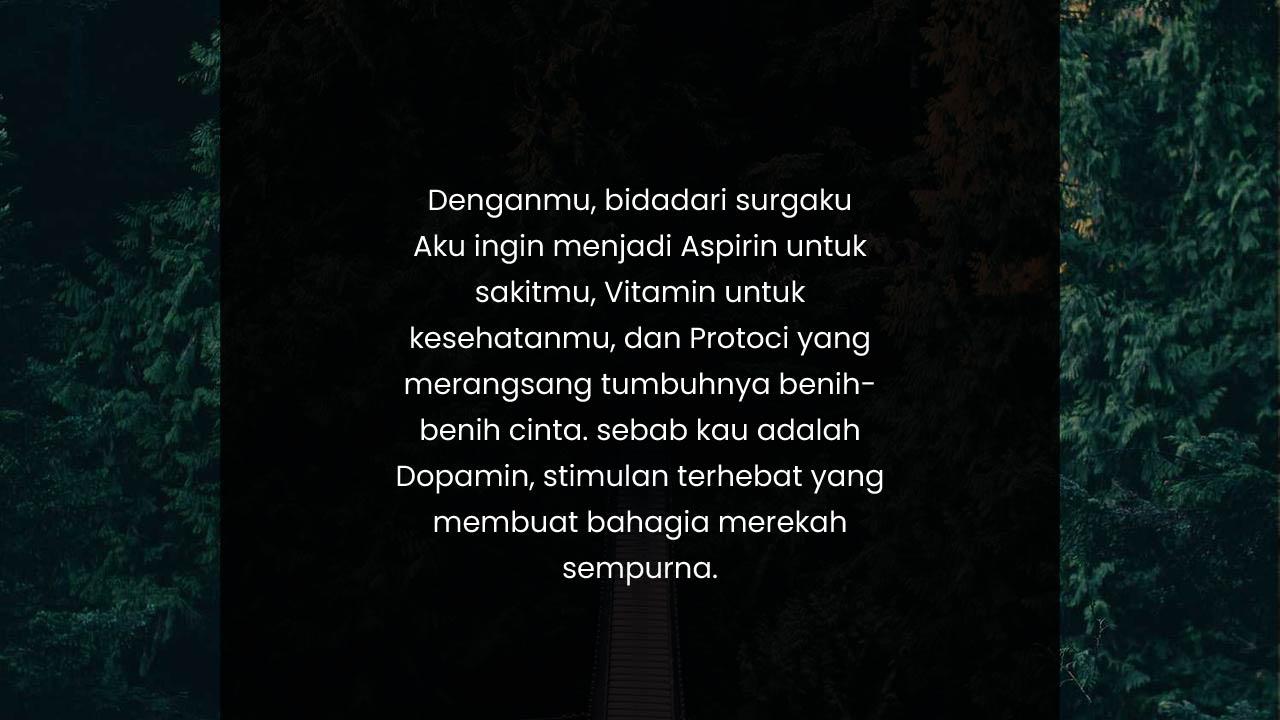 Denganmu, bidadari surgaku
Aku ingin menjadi Aspirin untuk
sakitmu, Vitamin untuk
kesehatanmu, dan Protoci yang
merangsang tumbuhnya benih-
benih cinta. sebab kau adalah
Dopamin, stimulan terhebat yang
membuat bahagia merekah
sempurna.